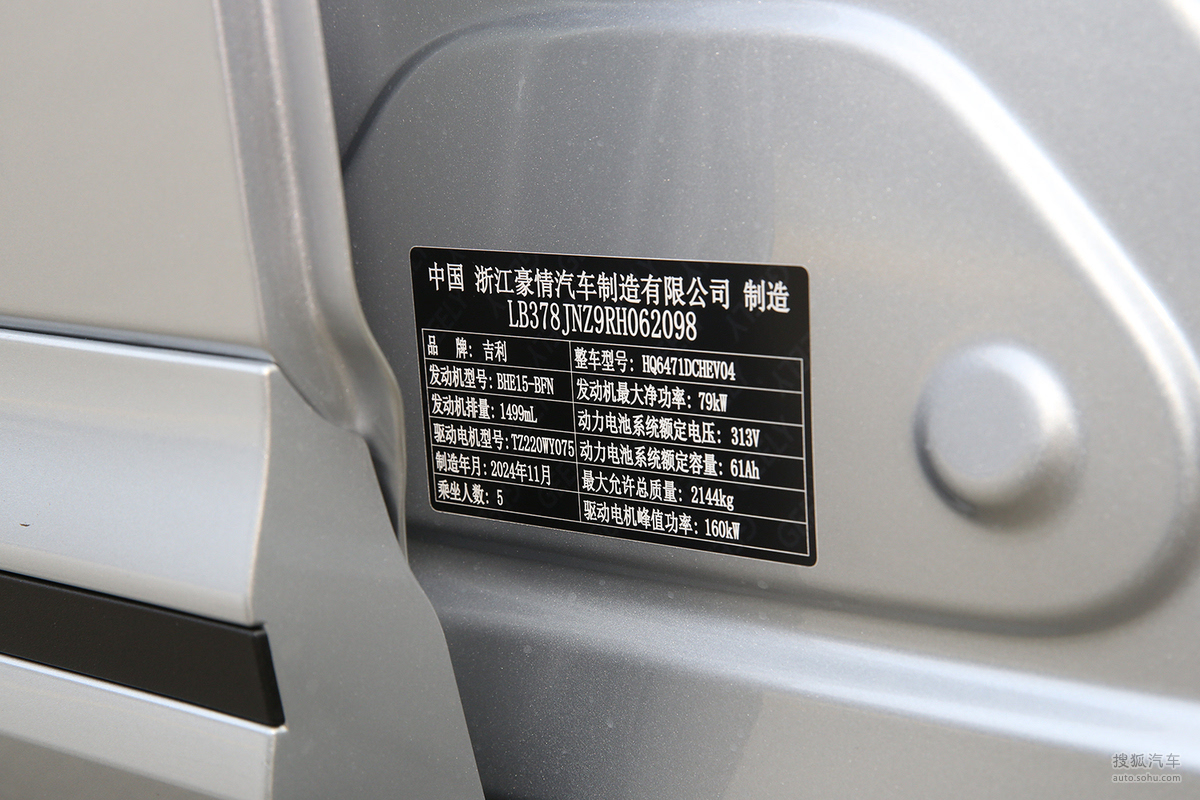 中国 浙江豪情汽车制造有限公司 制造
LB378JNZ9RH062098
品 牌：吉利 整车型号：HQ6471DCHEV04
发动机型号：BHE15-BFN 发动机最大净功率：79kW
发动机排量：1499mL 动力电池系统额定电压：313V
驱动电机型号：TZ220WY075 动力电池系统额定容量：61Ah
制造年月：2024年11月 最大允许总质量：2144kg
乘坐人数：5 驱动电机峰值功率：160kW
搜狐汽车
auto.sohu.com